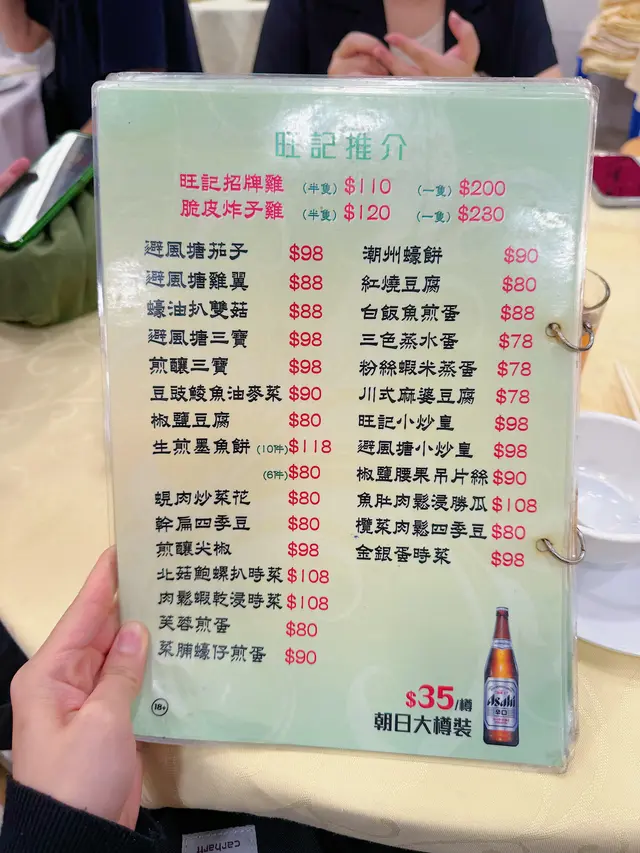 旺記推介
旺記招牌雞 (半隻) $110 (一隻) $200
脆皮炸子雞 (半隻) $120 (一隻) $230
避風塘茄子 $98
避風塘雞翼 $88
蠔油扒雙菇 $88
避風塘三寶 $98
煎釀三寶 $98
豆豉鯪魚油麥菜 $90
椒鹽豆腐 $80
生煎墨魚餅 (10件) $118
(6件) $80
蜆肉炒菜花 $80
幹扁四季豆 $80
煎釀尖椒 $98
北菇鮑螺扒時菜 $108
肉鬆蝦乾浸時菜 $108
芙蓉煎蛋 $80
菜脯蠔仔煎蛋 $90
潮州蠔餅 $90
紅燒豆腐 $80
白飯魚煎蛋 $88
三色蒸水蛋 $78
粉絲蝦米蒸蛋 $78
川式麻婆豆腐 $78
旺記小炒皇 $98
避風塘小炒皇 $98
椒鹽腰果吊片絲 $90
魚肚肉鬆浸勝瓜 $108
欖菜肉鬆四季豆 $80
金銀蛋時菜 $98
$35/樽
朝日大樽裝
18+
Asahi
carhartt